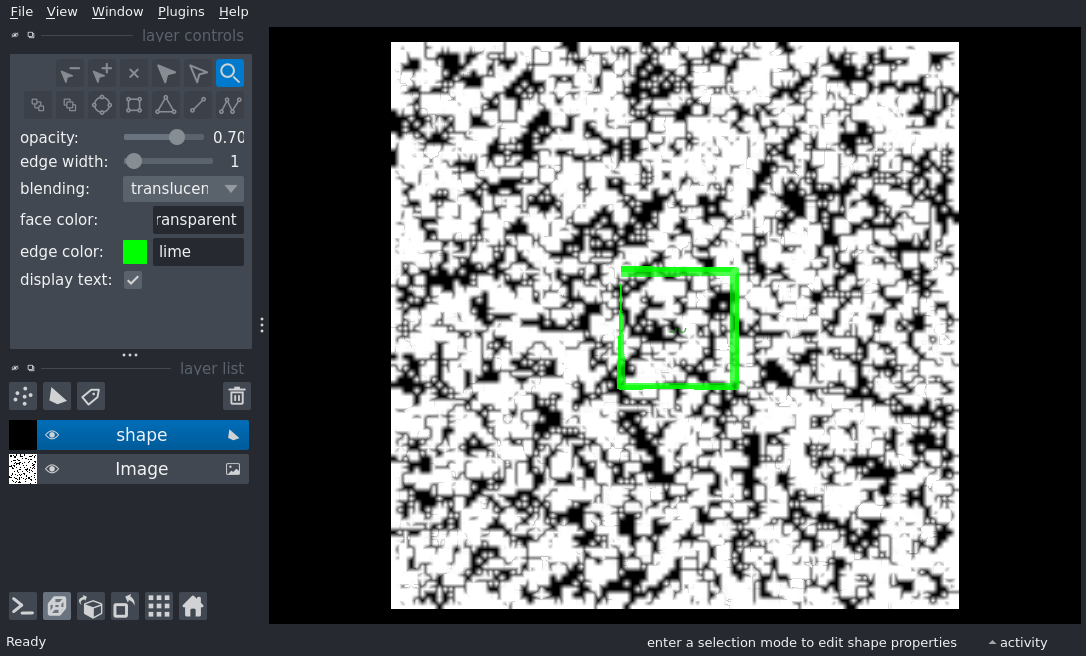 File View Window Plugins Help
layer controls
opacity: 0.70
edge width: 1
blending: translucen
face color: ransparent
edge color: lime
display text:
layer list
shape
Image
Ready
enter a selection mode to edit shape properties
activity